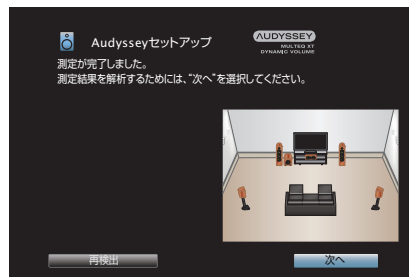 Audysseyセットアップ
AUDYSSEY
MULTEQ XT
DYNAMIC VOLUME
測定が完了しました。
測定結果を解析するためには、“次へ”を選択してください。
再検出
次へ